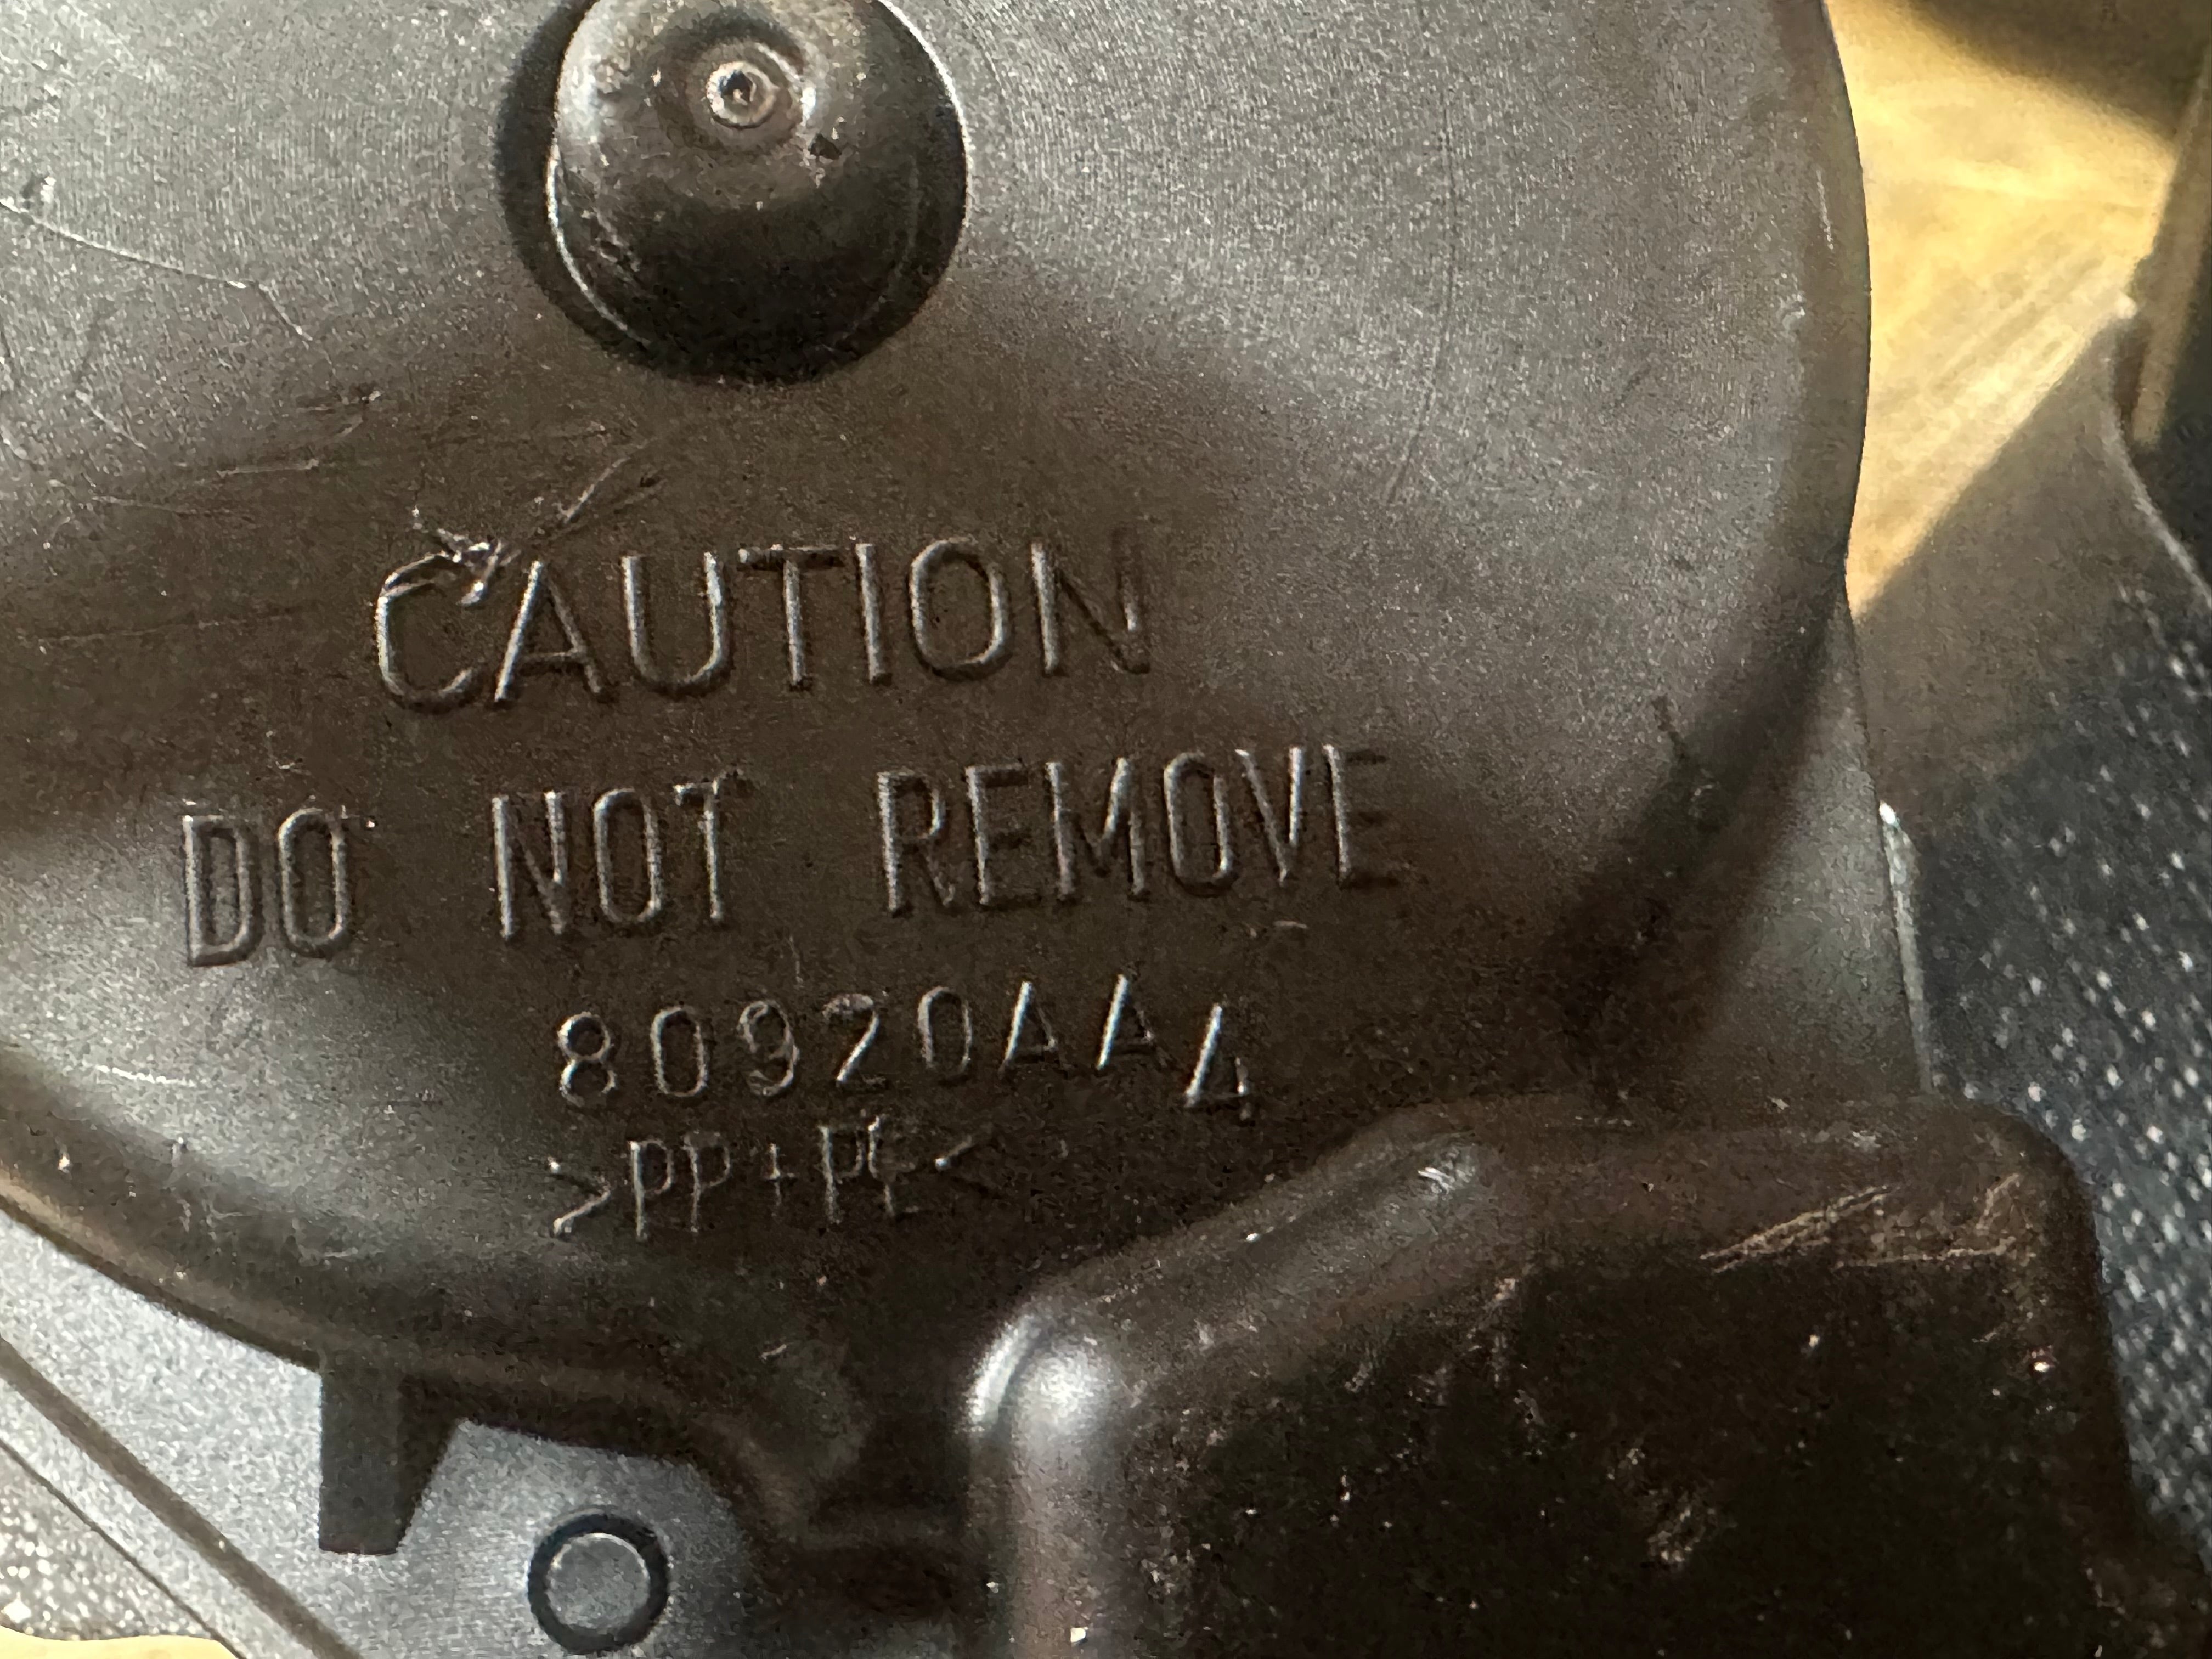 CAUTION
DO NOT REMOVE
80920AA4
>PP+PE<